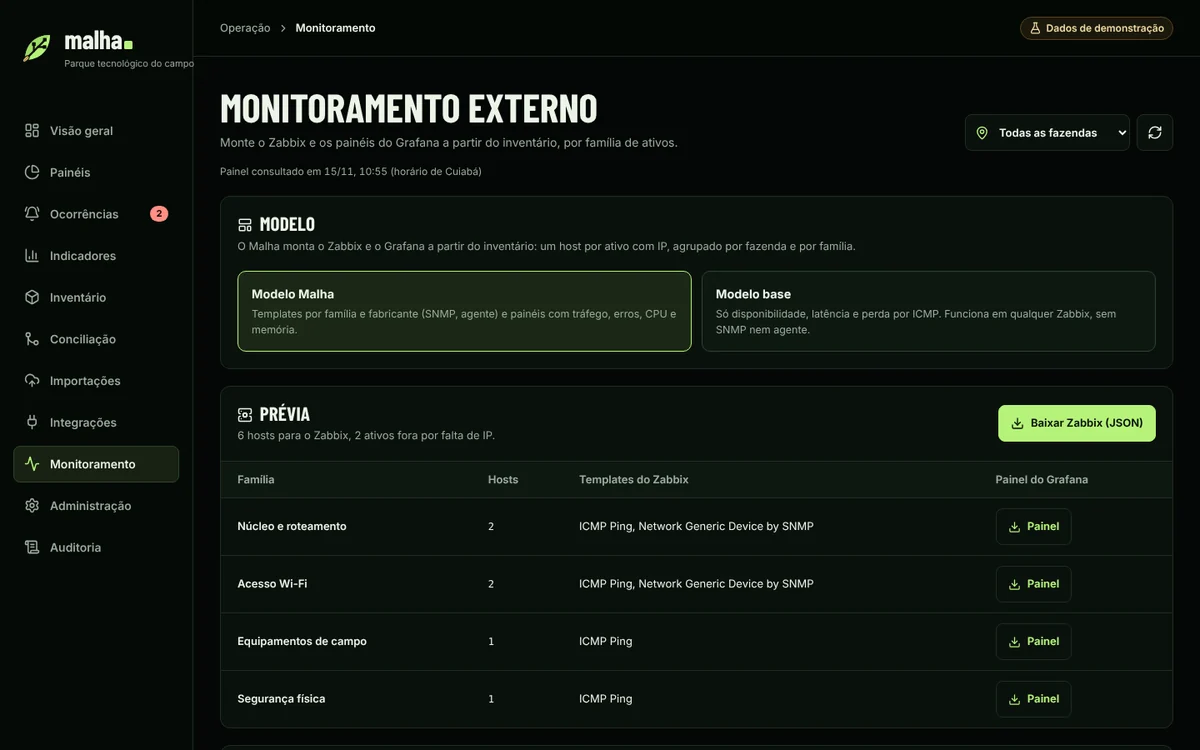 malha
Parque tecnológico do campo
Visão geral
Painéis
Ocorrências 2
Indicadores
Inventário
Conciliação
Importações
Integrações
Monitoramento
Administração
Auditoria
Operação > Monitoramento
Dados de demonstração
MONITORAMENTO EXTERNO
Monte o Zabbix e os painéis do Grafana a partir do inventário, por família de ativos.
Painel consultado em 15/11, 10:55 (horário de Cuiabá)
Todas as fazendas
MODELO
O Malha monta o Zabbix e o Grafana a partir do inventário: um host por ativo com IP, agrupado por fazenda e por família.
Modelo Malha
Templates por família e fabricante (SNMP, agente) e painéis com tráfego, erros, CPU e
memória.
Modelo base
Só disponibilidade, latência e perda por ICMP. Funciona em qualquer Zabbix, sem
SNMP nem agente.
PRÉVIA
6 hosts para o Zabbix, 2 ativos fora por falta de IP.
Baixar Zabbix (JSON)
Família Hosts Templates do Zabbix Painel do Grafana
Núcleo e roteamento 2 ICMP Ping, Network Generic Device by SNMP Painel
Acesso Wi-Fi 2 ICMP Ping, Network Generic Device by SNMP Painel
Equipamentos de campo 1 ICMP Ping Painel
Segurança física 1 ICMP Ping Painel